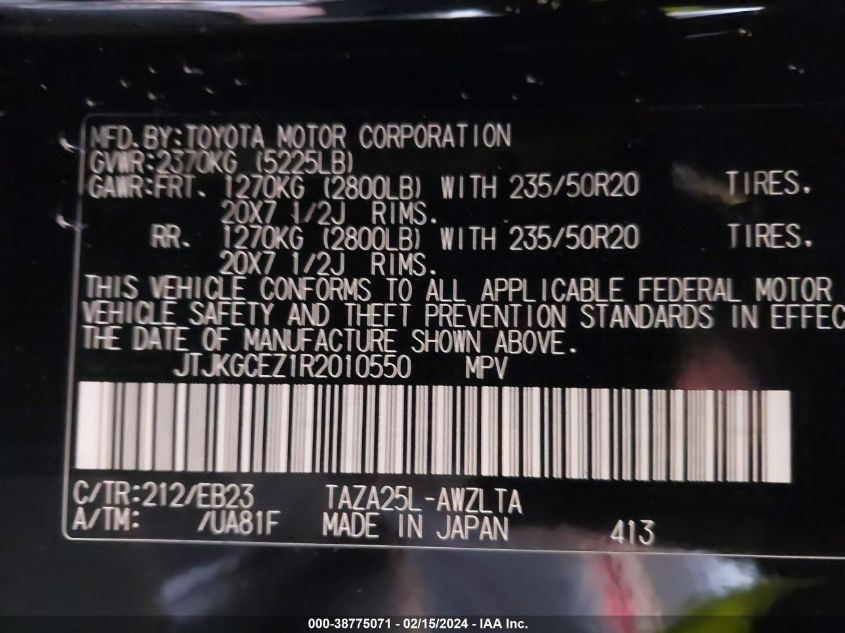 MFD.BY:TOYOTA MOTOR CORPORATION
GVWR:2370KG (5225LB)
GAWR:FRT. 1270KG (2800LB) WITH 235/50R20 TIRES.
20X7 1/2J RIMS.
RR. 1270KG (2800LB) WITH 235/50R20 TIRES.
20X7 1/2J RIMS.
THIS VEHICLE CONFORMS TO ALL APPLICABLE FEDERAL MOTOR
VEHICLE SAFETY AND THEFT PREVENTION STANDARDS IN EFFEC
THE DATE OF MANUFACTURE SHOWN ABOVE.
JTJKGCEZ1R2010550 MPV
C/TR:212/EB23 TAZA25L-AWZLTA
A/TM: /UA81F MADE IN JAPAN 413
000-38775071 - 02/15/2024 - IAA Inc.